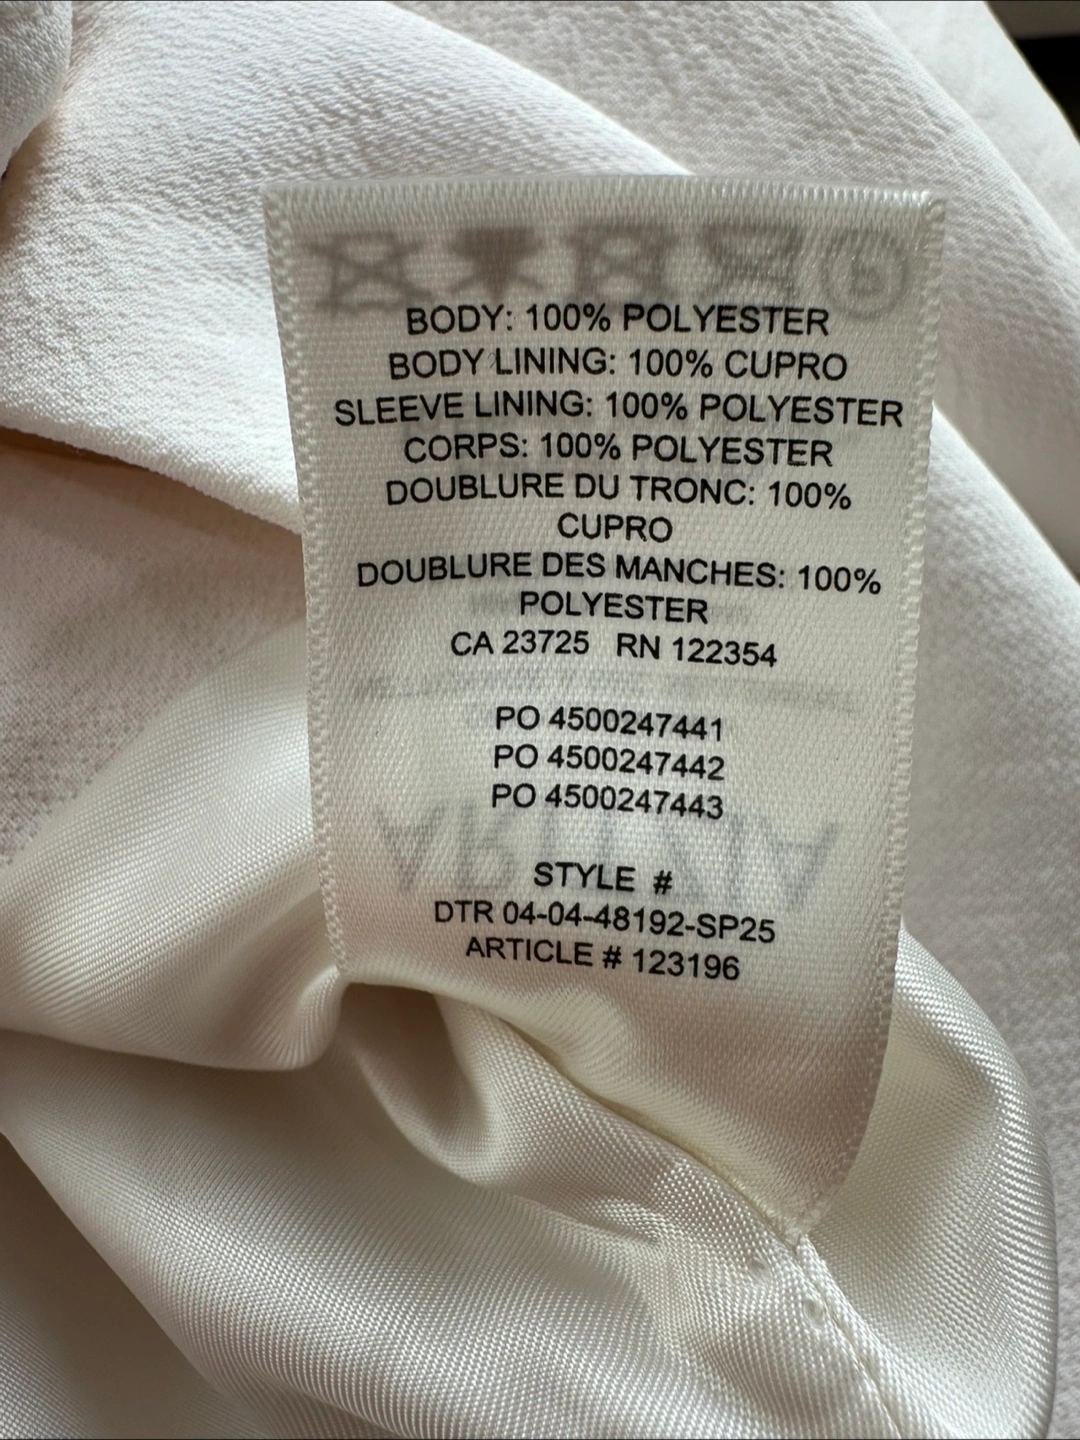 BODY: 100% POLYESTER
BODY LINING: 100% CUPRO
SLEEVE LINING: 100% POLYESTER
CORPS: 100% POLYESTER
DOUBLURE DU TRONC: 100%
CUPRO
DOUBLURE DES MANCHES: 100%
POLYESTER
CA 23725 RN 122354
PO 4500247441
PO 4500247442
PO 4500247443
STYLE #
DTR 04-04-48192-SP25
ARTICLE # 123196